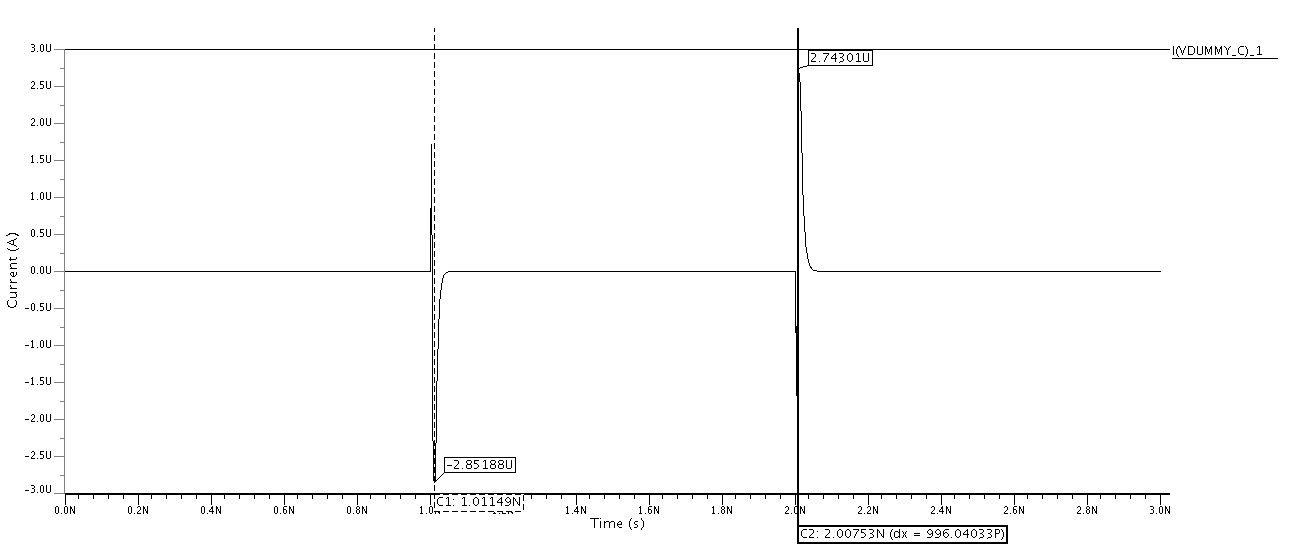 3.0U
I(VDUMMY_C)_1
2.74301U
2.5U
2.0U
1.5U
1.0U
0.5U
0.0U
Current (A)
-0.5U
-1.0U
-1.5U
-2.0U
-2.5U
-2.85188U
-3.0U
C1: 1.01149N
0.0N 0.2N 0.4N 0.6N 0.8N 1.4N 1.6N 1.8N 2.0N 2.2N 2.4N 2.6N 2.8N 3.0N
Time (s)
C2: 2.00753N (dx = 996.04033P)